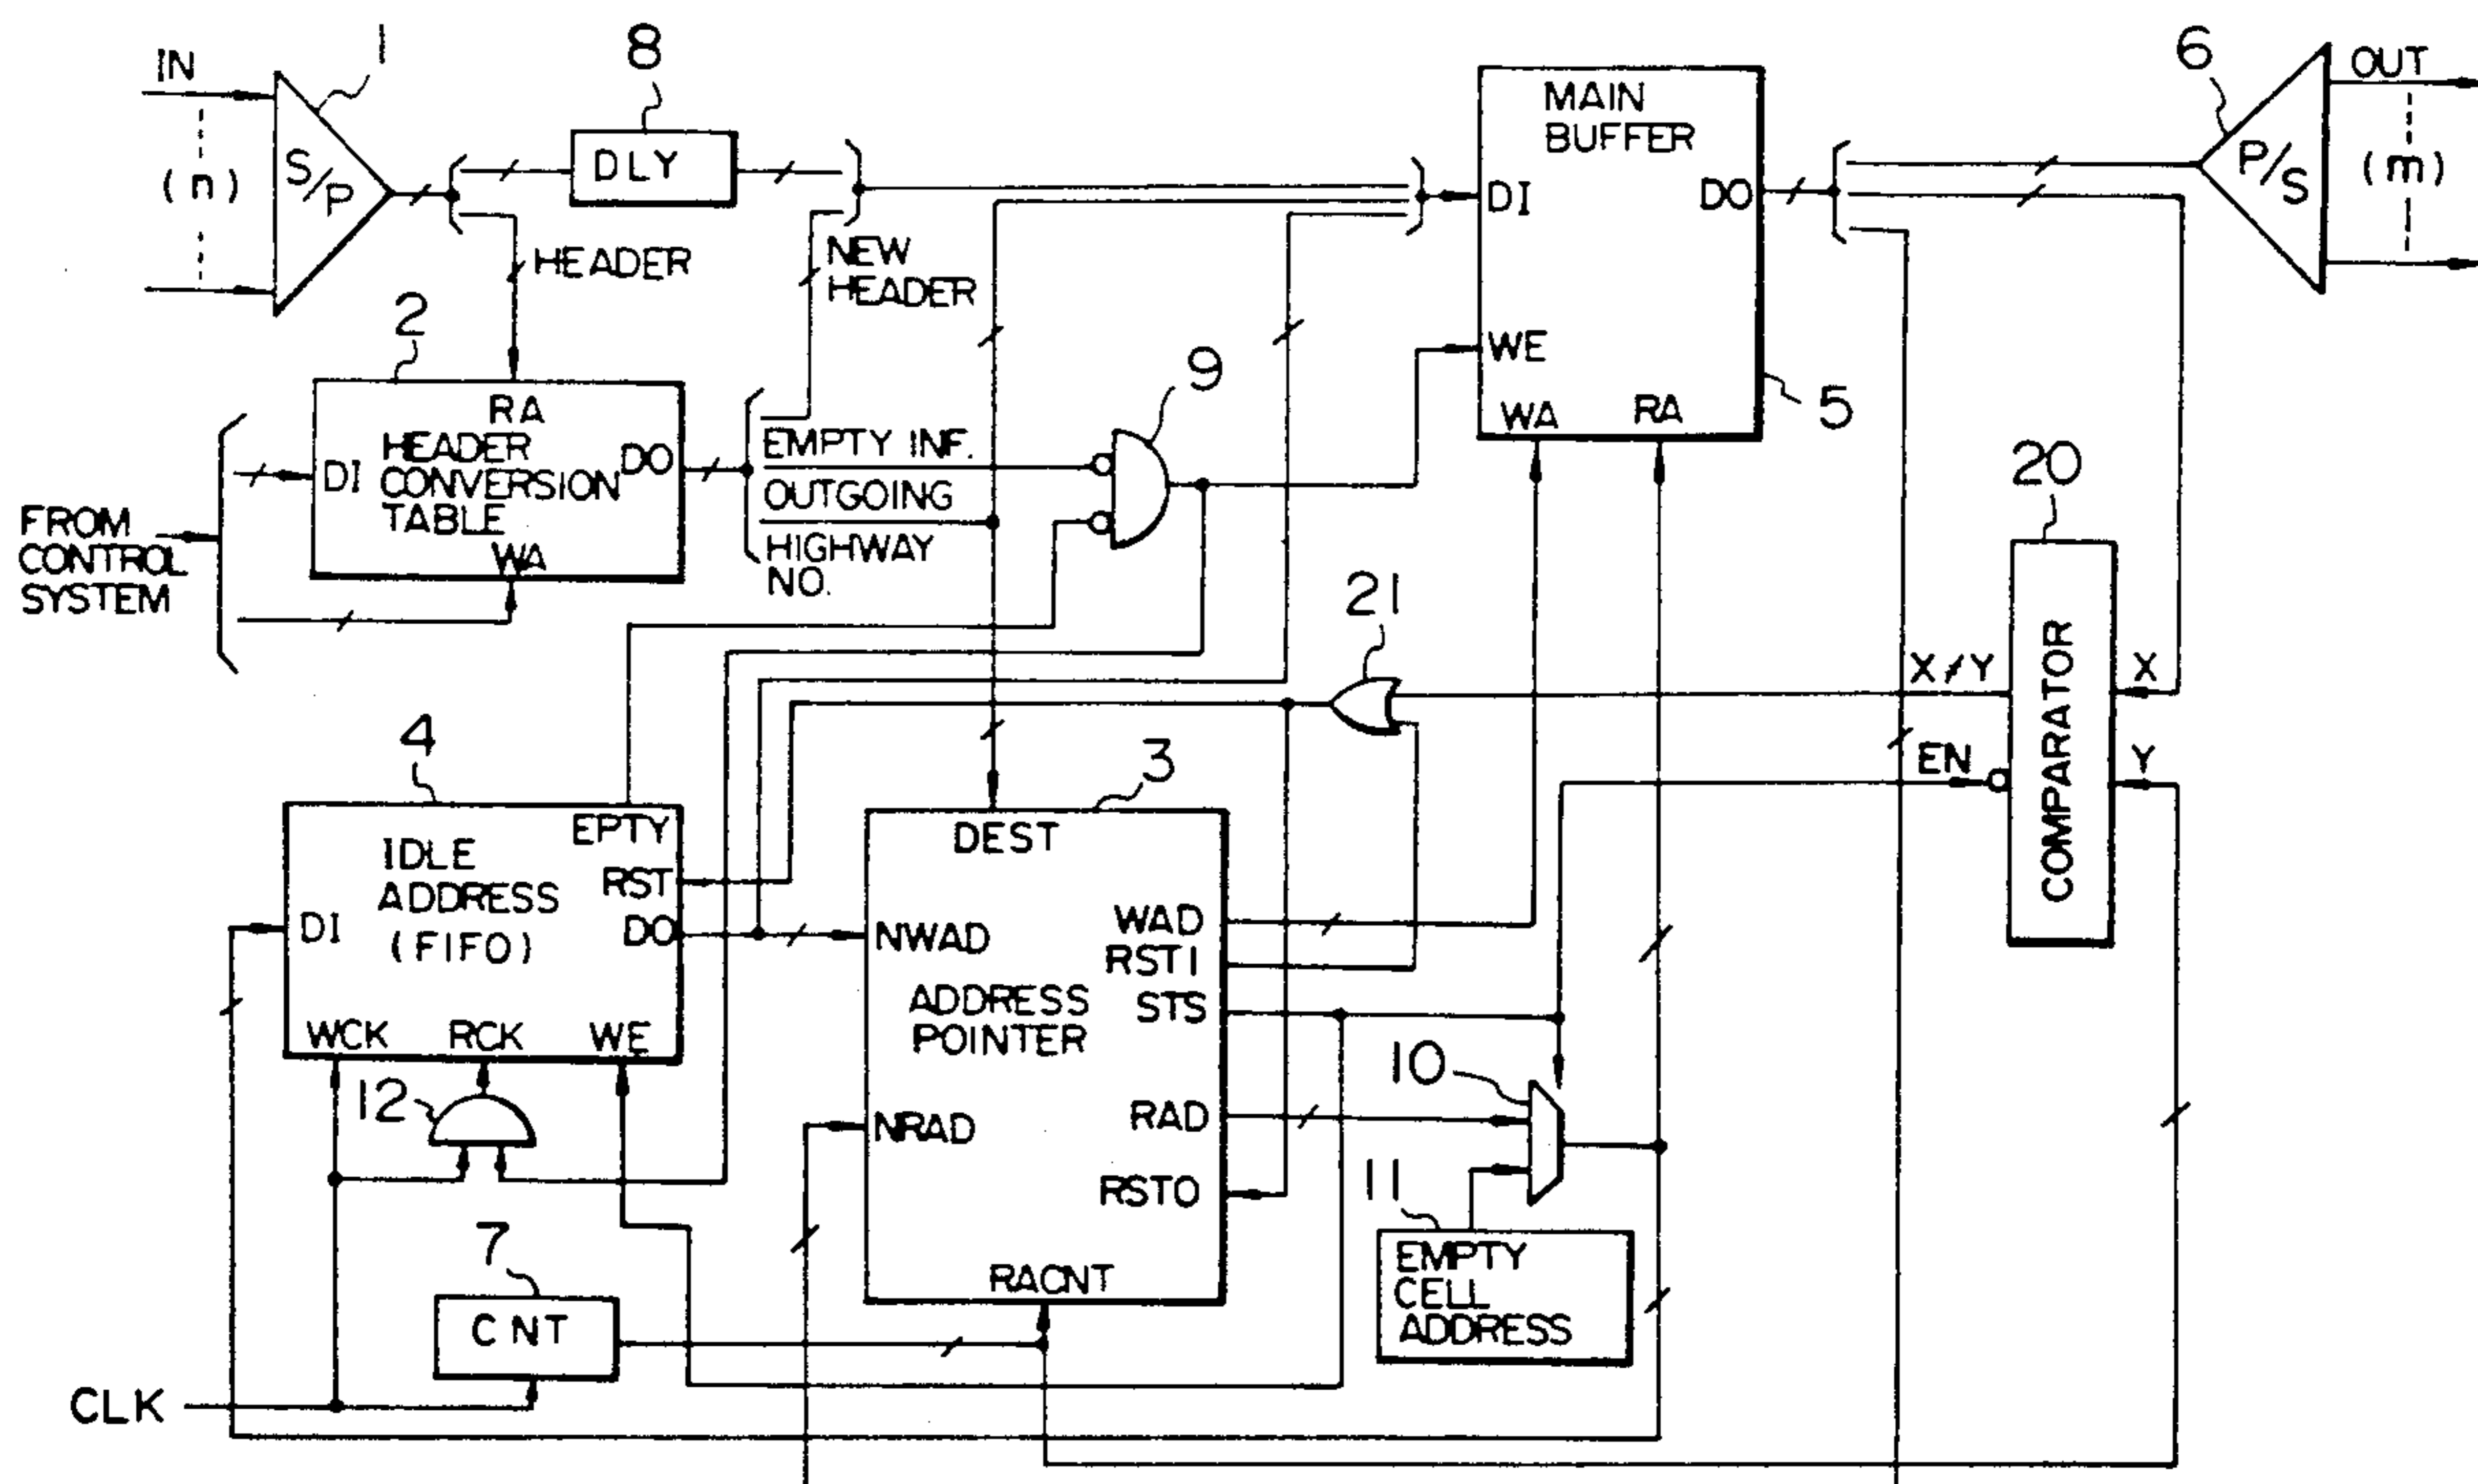 IN
1
(n)
S/P
8
DLY
HEADER
NEW
HEADER
MAIN
BUFFER
DI
DO
WE
WA
RA
5
6
P/S
OUT
(m)
2
RA
HEADER
CONVERSION
TABLE
DI
DO
WA
FROM
CONTROL
SYSTEM
EMPTY INF.
OUTGOING
HIGHWAY
NO.
9
20
COMPARATOR
X≠Y
X
EN
Y
21
4
EPTY
IDLE
ADDRESS
(FIFO)
RST
DI
DO
WCK
RCK
WE
12
3
DEST
NWAD
WAD
RST1
STS
ADDRESS
POINTER
NRAD
RAD
RST0
RACNT
10
11
EMPTY
CELL
ADDRESS
7
CNT
CLK